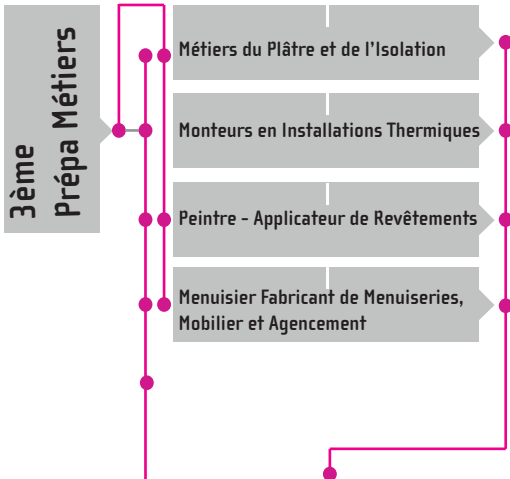 3ème
Prépa Métiers
Métiers du Plâtre et de l'Isolation
Monteurs en Installations Thermiques
Peintre - Applicateur de Revêtements
Menuisier Fabricant de Menuiseries,
Mobilier et Agencement